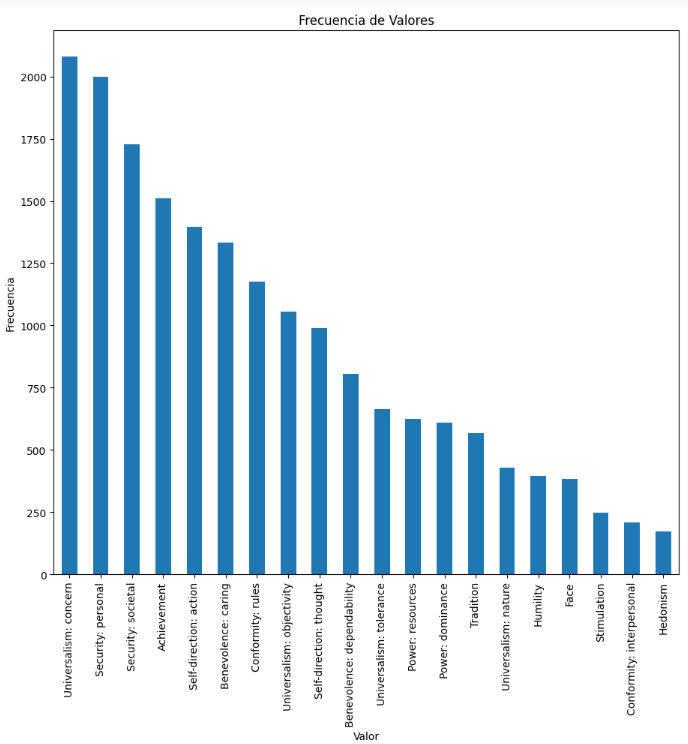 Frecuencia de Valores
Frecuencia
2000
1750
1500
1250
1000
750
500
250
0
Universalism: concern
Security: personal
Security: societal
Achievement
Self-direction: action
Benevolence: caring
Conformity: rules
Universalism: objectivity
Self-direction: thought
Benevolence: dependability
Universalism: tolerance
Power: resources
Power: dominance
Tradition
Universalism: nature
Humility
Face
Stimulation
Conformity: interpersonal
Hedonism
Valor